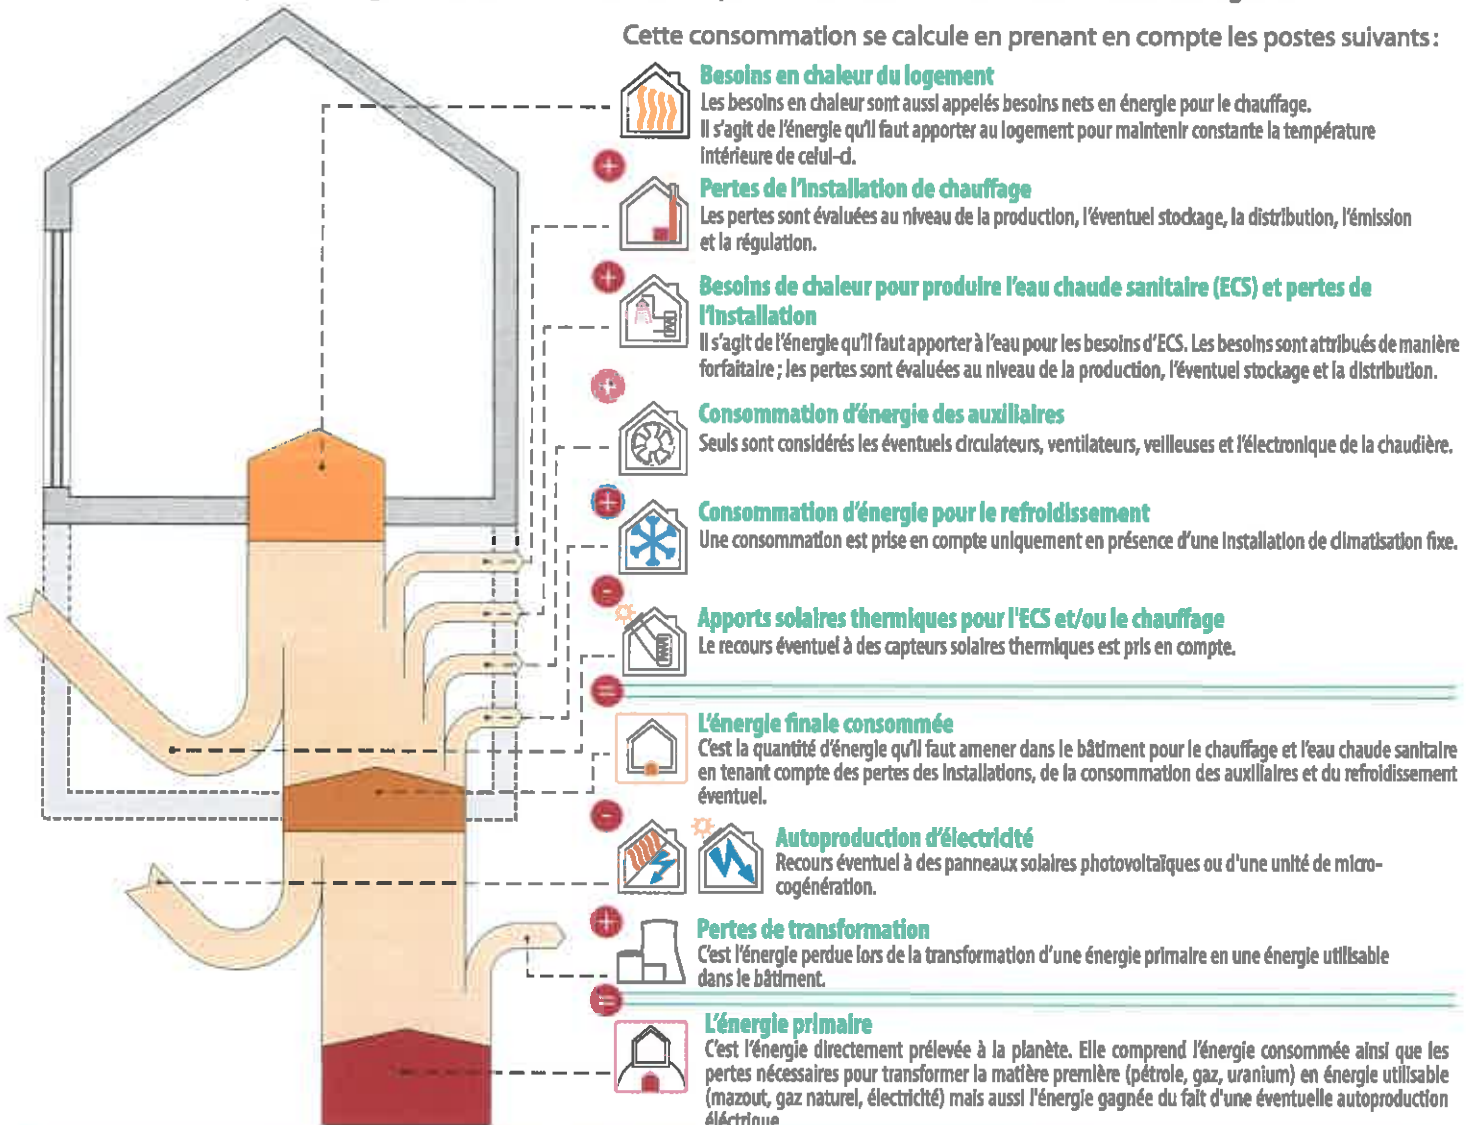 Cette consommation se calcule en prenant en compte les postes suivants :
Besoins en chaleur du logement
Les besoins en chaleur sont aussi appelés besoins nets en énergie pour le chauffage.
Il s'agit de l'énergie qu'il faut apporter au logement pour maintenir constante la température
intérieure de celui-ci.
+
Pertes de l'installation de chauffage
Les pertes sont évaluées au niveau de la production, l'éventuel stockage, la distribution, l'émission
et la régulation.
+
Besoins de chaleur pour produire l'eau chaude sanitaire (ECS) et pertes de
l'installation
Il s'agit de l'énergie qu'il faut apporter à l'eau pour les besoins d'ECS. Les besoins sont attribués de manière
forfaitaire ; les pertes sont évaluées au niveau de la production, l'éventuel stockage et la distribution.
+
Consommation d'énergie des auxiliaires
Seuls sont considérés les éventuels circulateurs, ventilateurs, veilleuses et l'électronique de la chaudière.
+
Consommation d'énergie pour le refroidissement
Une consommation est prise en compte uniquement en présence d'une installation de climatisation fixe.
-
Apports solaires thermiques pour l'ECS et/ou le chauffage
Le recours éventuel à des capteurs solaires thermiques est pris en compte.
=
L'énergie finale consommée
C'est la quantité d'énergie qu'il faut amener dans le bâtiment pour le chauffage et l'eau chaude sanitaire
en tenant compte des pertes des installations, de la consommation des auxiliaires et du refroidissement
éventuel.
-
Autoproduction d'électricité
Recours éventuel à des panneaux solaires photovoltaïques ou d'une unité de micro-
cogénération.
+
Pertes de transformation
C'est l'énergie perdue lors de la transformation d'une énergie primaire en une énergie utilisable
dans le bâtiment.
=
L'énergie primaire
C'est l'énergie directement prélevée à la planète. Elle comprend l'énergie consommée ainsi que les
pertes nécessaires pour transformer la matière première (pétrole, gaz, uranium) en énergie utilisable
(mazout, gaz naturel, électricité) mais aussi l'énergie gagnée du fait d'une éventuelle autoproduction
éléctrique